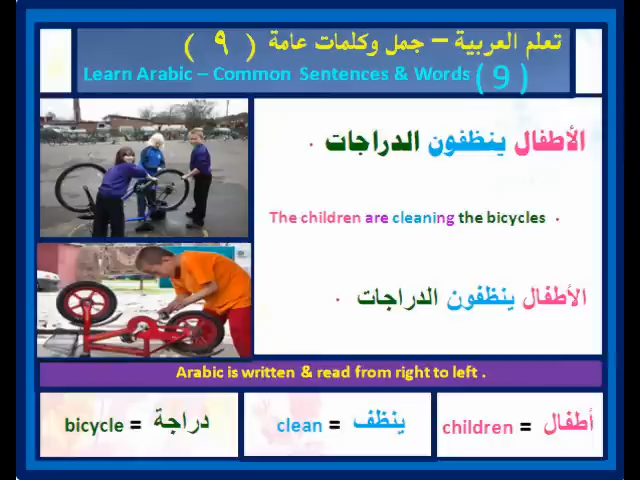 تعلم العربية – جمل وكلمات عامة ( ٩ )
Learn Arabic – Common Sentences & Words ( 9 )
الأطفال ينظفون الدراجات .
The children are cleaning the bicycles .
الأطفال ينظفون الدراجات .
Arabic is written & read from right to left .
children = أطفال
clean = ينظف
bicycle = دراجة